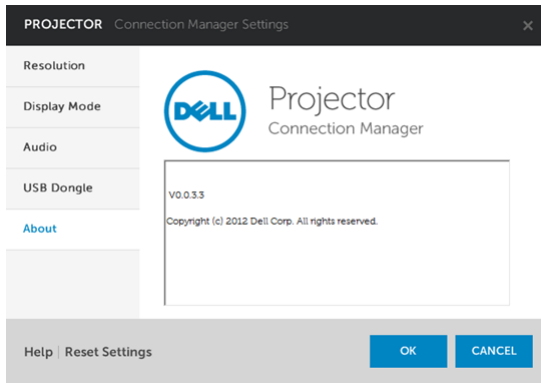 PROJECTOR Connection Manager Settings
Resolution
Display Mode
Audio
USB Dongle
About
DELL
Projector
Connection Manager
V0.0.3.3
Copyright (c) 2012 Dell Corp. All rights reserved.
Help | Reset Settings
OK
CANCEL